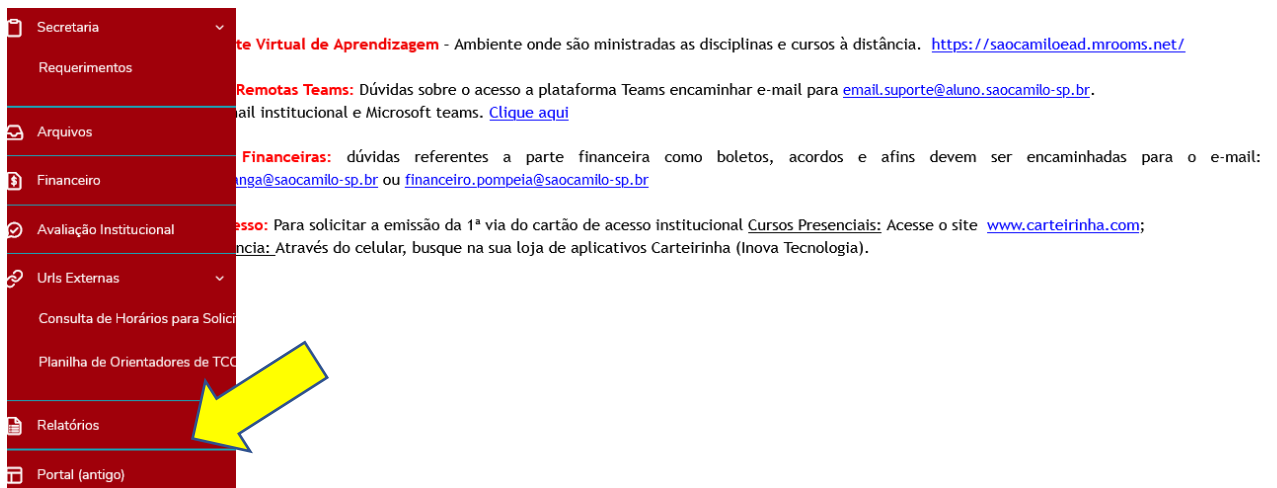 Secretaria
Requerimentos
Arquivos
Financeiro
Avaliação Institucional
Urls Externas
Consulta de Horários para
Planilha de Orientadores de
Relatórios
Portal (antigo)
Virtual de Aprendizagem – Ambiente onde são ministradas as disciplinas e cursos à distância. https://saocamiloead.mrooms.net/
Remotas Teams: Dúvidas sobre o acesso a plataforma Teams encaminhar e-mail para email.suporte@aluno.saocamilo-sp.br.
institucional e Microsoft teams. Clique aqui
Financeiras: dúvidas referentes a parte financeira como boletos, acordos e afins devem ser encaminhadas para o e-mail:
anga@saocamilo-sp.br ou financeiro.pompeia@saocamilo-sp.br
esso: Para solicitar a emissão da 1ª via do cartão de acesso institucional Cursos Presenciais: Acesse o site www.carteirinha.com;
ncia: Através do celular, busque na sua loja de aplicativos Carteirinha (Inova Tecnologia).